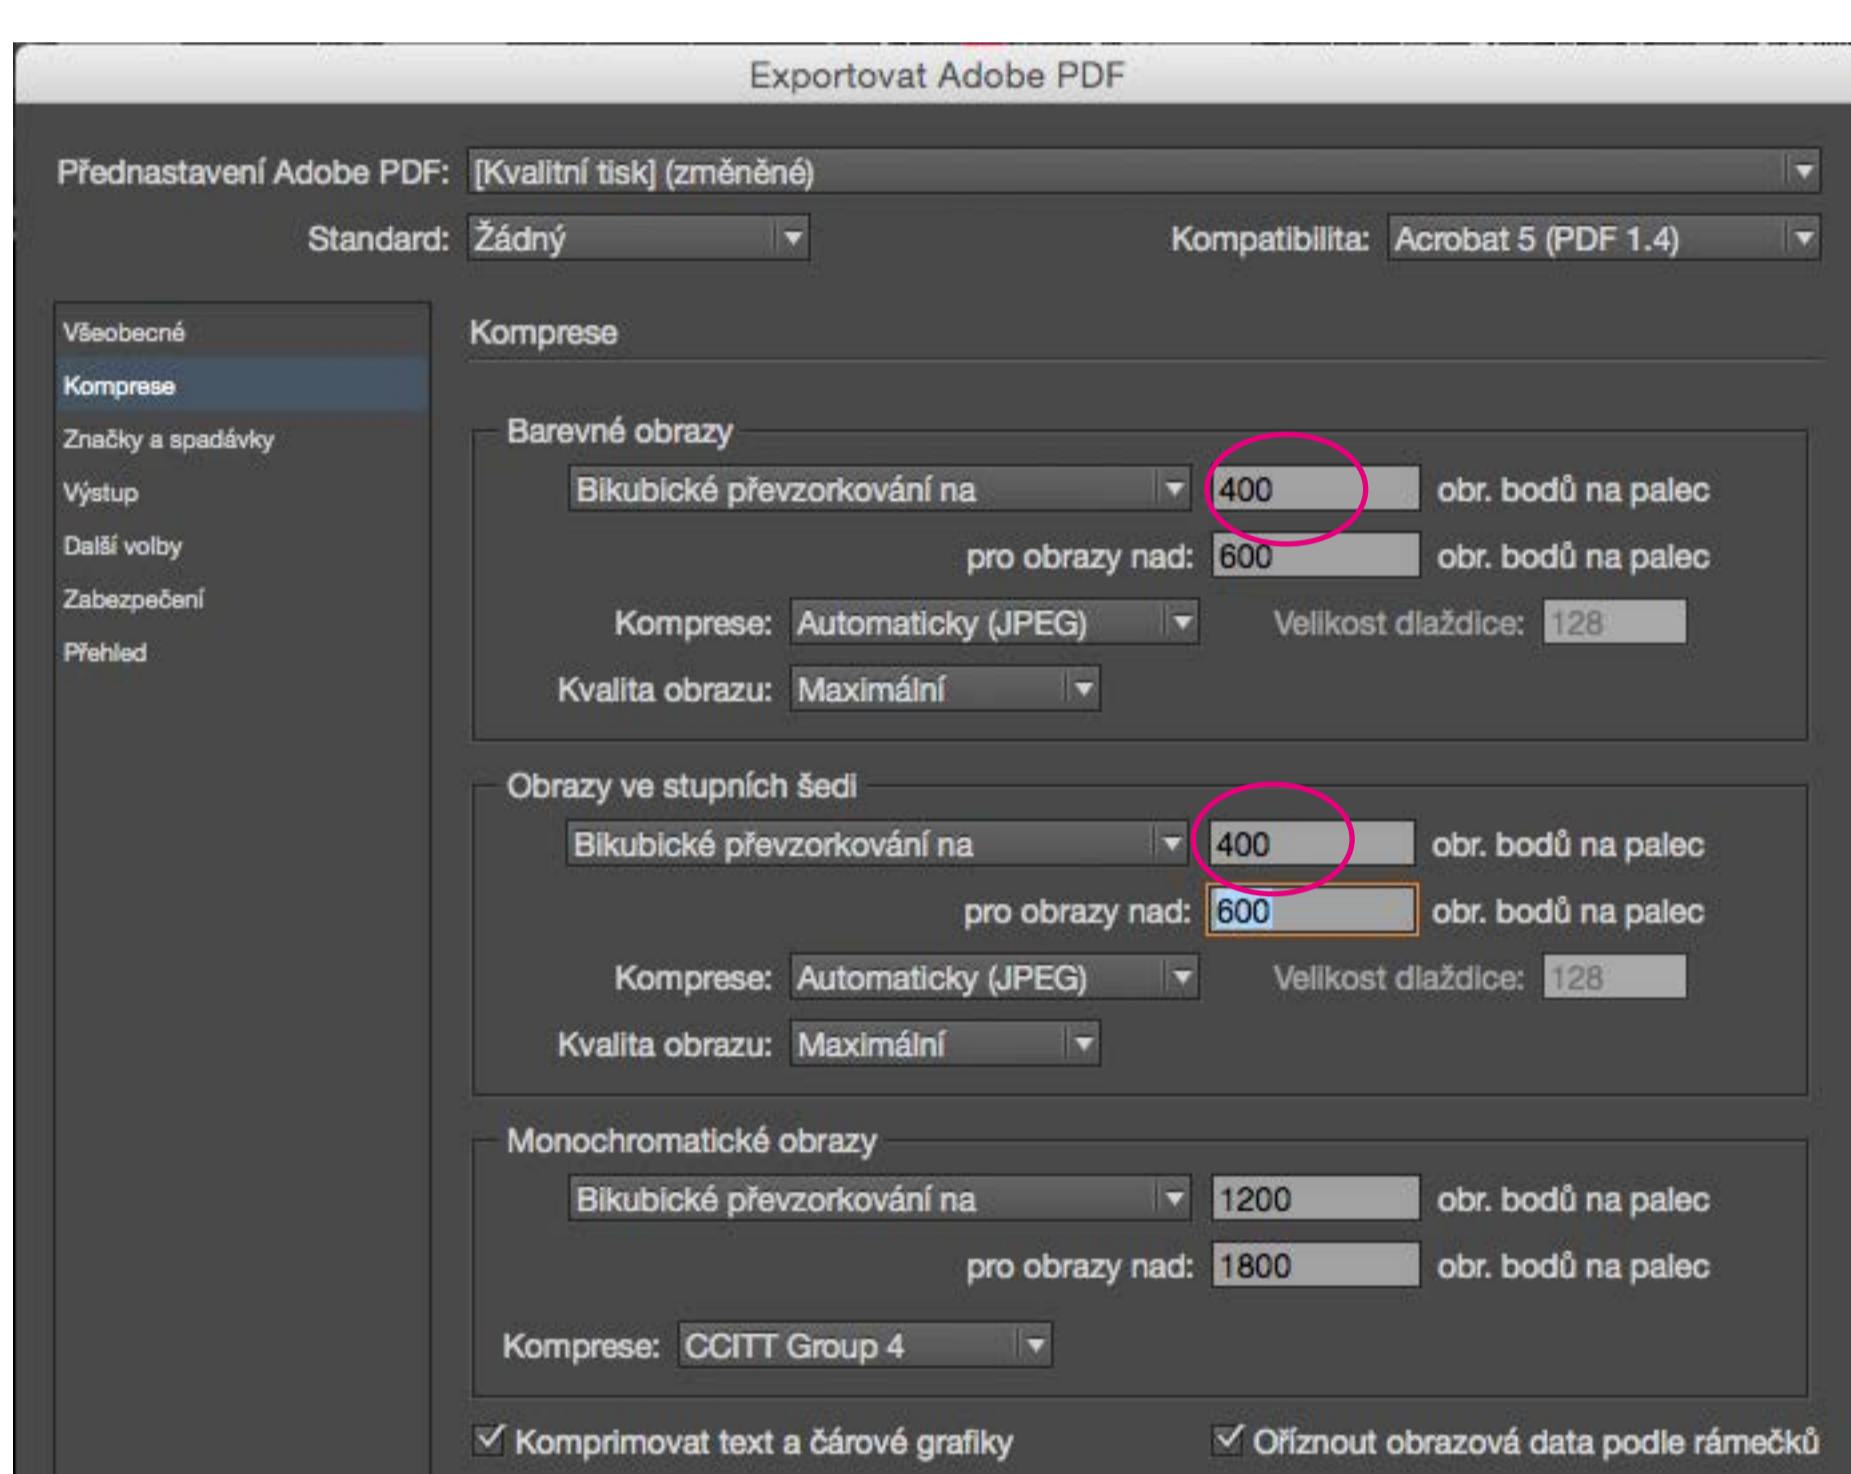 Exportovat Adobe PDF
Přednastavení Adobe PDF: [Kvalitní tisk] (změněné)
Standard: Žádný Kompatibilita: Acrobat 5 (PDF 1.4)
Všeobecné
Komprese
Značky a spadávky
Výstup
Další volby
Zabezpečení
Přehled
Komprese
Barevné obrazy
Bikubické převzorkování na 400 obr. bodů na palec
pro obrazy nad: 600 obr. bodů na palec
Komprese: Automaticky (JPEG) Velikost dlaždice: 128
Kvalita obrazu: Maximální
Obrazy ve stupních šedi
Bikubické převzorkování na 400 obr. bodů na palec
pro obrazy nad: 600 obr. bodů na palec
Komprese: Automaticky (JPEG) Velikost dlaždice: 128
Kvalita obrazu: Maximální
Monochromatické obrazy
Bikubické převzorkování na 1200 obr. bodů na palec
pro obrazy nad: 1800 obr. bodů na palec
Komprese: CCITT Group 4
Komprimovat text a čárové grafiky Oříznout obrazová data podle rámečků